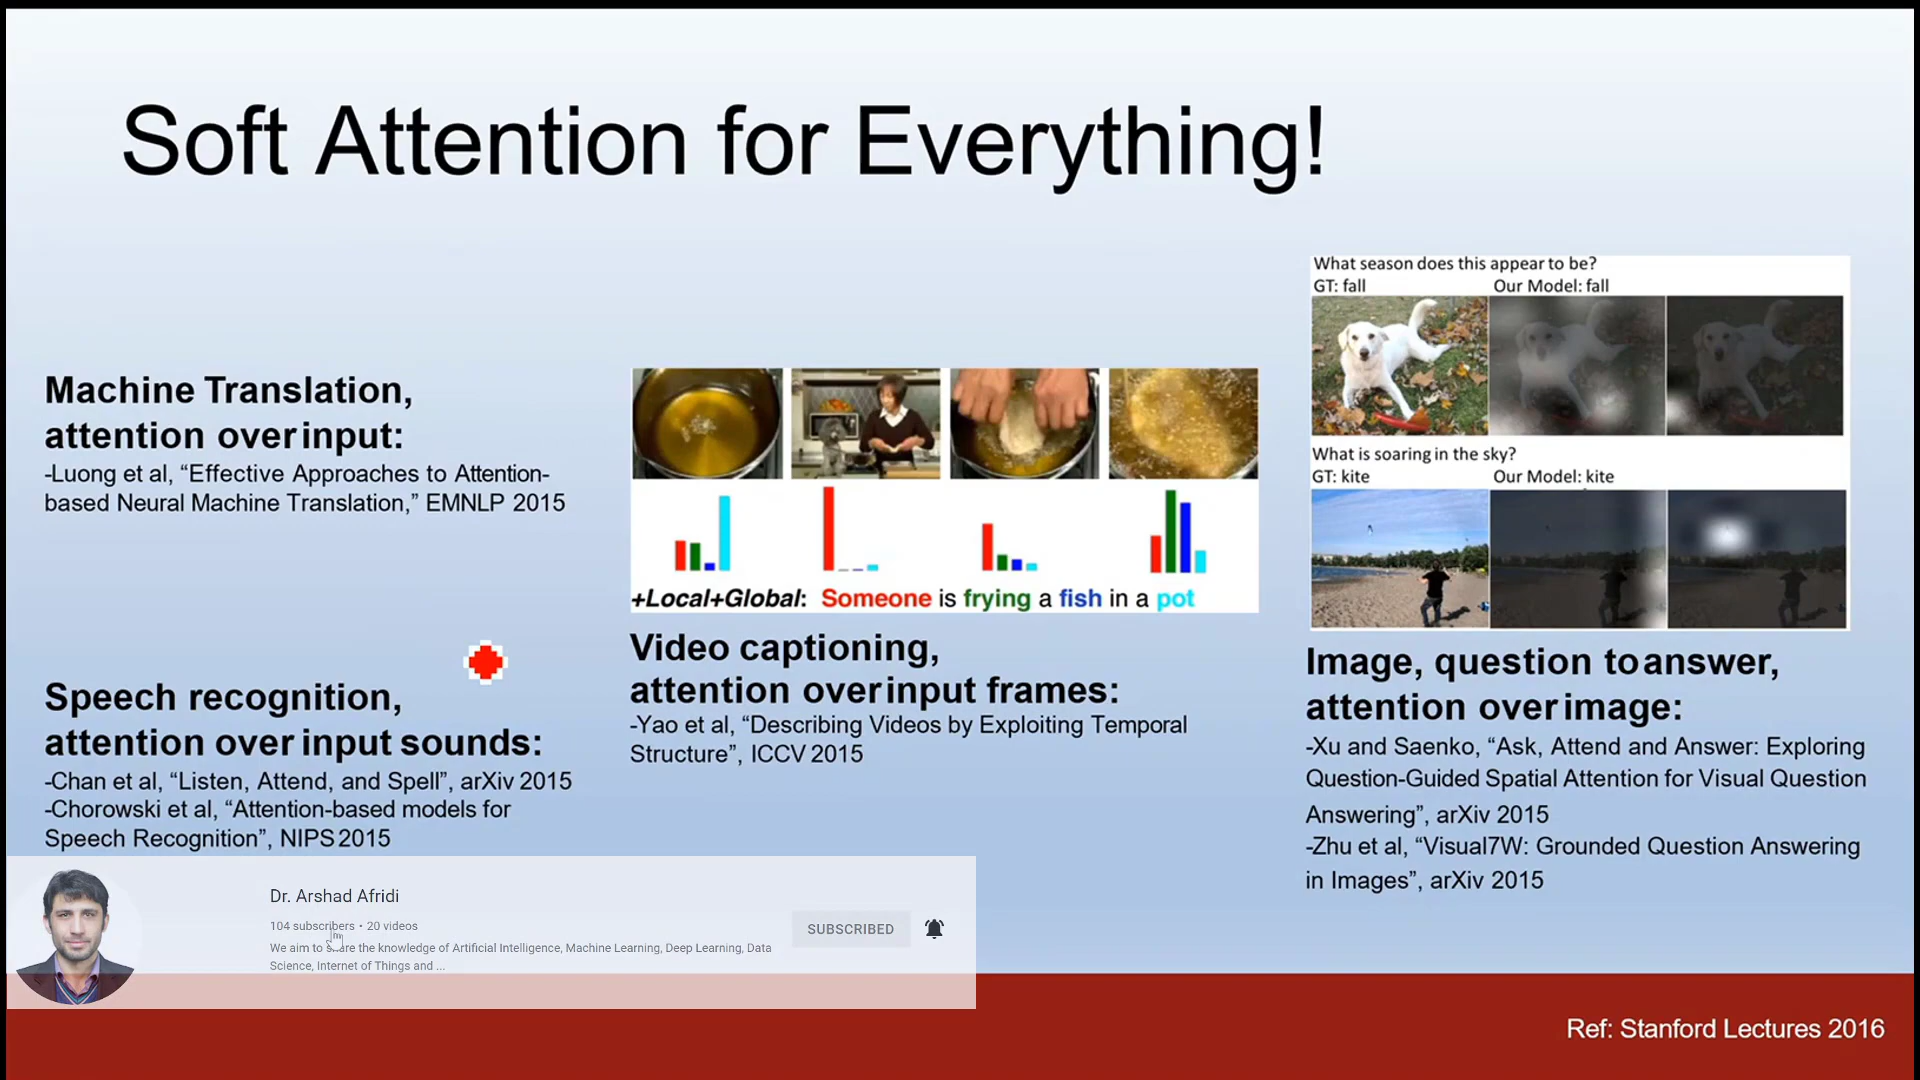 Soft Attention for Everything!
Machine Translation,
attention over input:
-Luong et al, “Effective Approaches to Attention-
based Neural Machine Translation,” EMNLP 2015
Speech recognition,
attention over input sounds:
-Chan et al, “Listen, Attend, and Spell”, arXiv 2015
-Chorowski et al, “Attention-based models for
Speech Recognition”, NIPS 2015
+Local+Global: Someone is frying a fish in a pot
Video captioning,
attention over input frames:
-Yao et al, “Describing Videos by Exploiting Temporal
Structure”, ICCV 2015
What season does this appear to be?
GT: fall Our Model: fall
What is soaring in the sky?
GT: kite Our Model: kite
Image, question to answer,
attention over image:
-Xu and Saenko, “Ask, Attend and Answer: Exploring
Question-Guided Spatial Attention for Visual Question
Answering”, arXiv 2015
-Zhu et al, “Visual7W: Grounded Question Answering
in Images”, arXiv 2015
Dr. Arshad Afridi
104 subscribers • 20 videos
We aim to share the knowledge of Artificial Intelligence, Machine Learning, Deep Learning, Data
Science, Internet of Things and ...
SUBSCRIBED
Ref: Stanford Lectures 2016